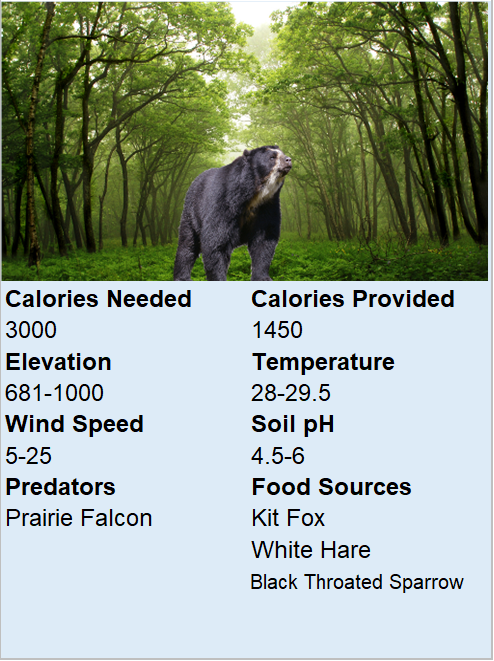 Calories Needed
3000
Elevation
681-1000
Wind Speed
5-25
Predators
Prairie Falcon
Calories Provided
1450
Temperature
28-29.5
Soil pH
4.5-6
Food Sources
Kit Fox
White Hare
Black Throated Sparrow